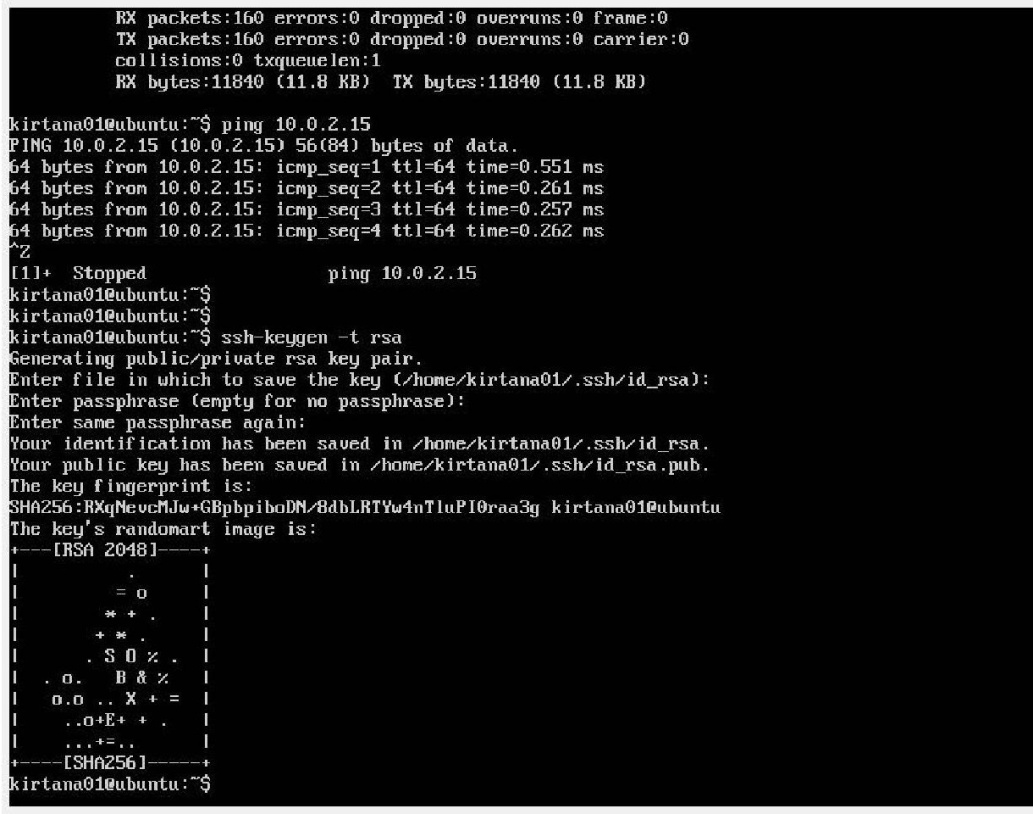 RX packets:160 errors:0 dropped:0 overruns:0 frame:0
TX packets:160 errors:0 dropped:0 overruns:0 carrier:0
collisions:0 txqueuelen:1
RX bytes:11840 (11.8 KB)  TX bytes:11840 (11.8 KB)
kirtana01@ubuntu:~$ ping 10.0.2.15
PING 10.0.2.15 (10.0.2.15) 56(84) bytes of data.
64 bytes from 10.0.2.15: icmp_seq=1 ttl=64 time=0.551 ms
64 bytes from 10.0.2.15: icmp_seq=2 ttl=64 time=0.261 ms
64 bytes from 10.0.2.15: icmp_seq=3 ttl=64 time=0.257 ms
64 bytes from 10.0.2.15: icmp_seq=4 ttl=64 time=0.262 ms
^Z
[1]+  Stopped                 ping 10.0.2.15
kirtana01@ubuntu:~$
kirtana01@ubuntu:~$
kirtana01@ubuntu:~$ ssh-keygen -t rsa
Generating public/private rsa key pair.
Enter file in which to save the key (/home/kirtana01/.ssh/id_rsa):
Enter passphrase (empty for no passphrase):
Enter same passphrase again:
Your identification has been saved in /home/kirtana01/.ssh/id_rsa.
Your public key has been saved in /home/kirtana01/.ssh/id_rsa.pub.
The key fingerprint is:
SHA256:RXqNevcMJw+GBpbpiboDN/8dbLRTYw4nTluPI0raa3g kirtana01@ubuntu
The key's randomart image is:
+---[RSA 2048]----+
|          .      |
|         = o     |
|        * + .    |
|       + * .     |
|      . S O % .  |
|  . o.   B & %   |
|   o.o .. X + =  |
|    ..o+E+ + .   |
|    ...+=..      |
+----[SHA256]-----+
kirtana01@ubuntu:~$